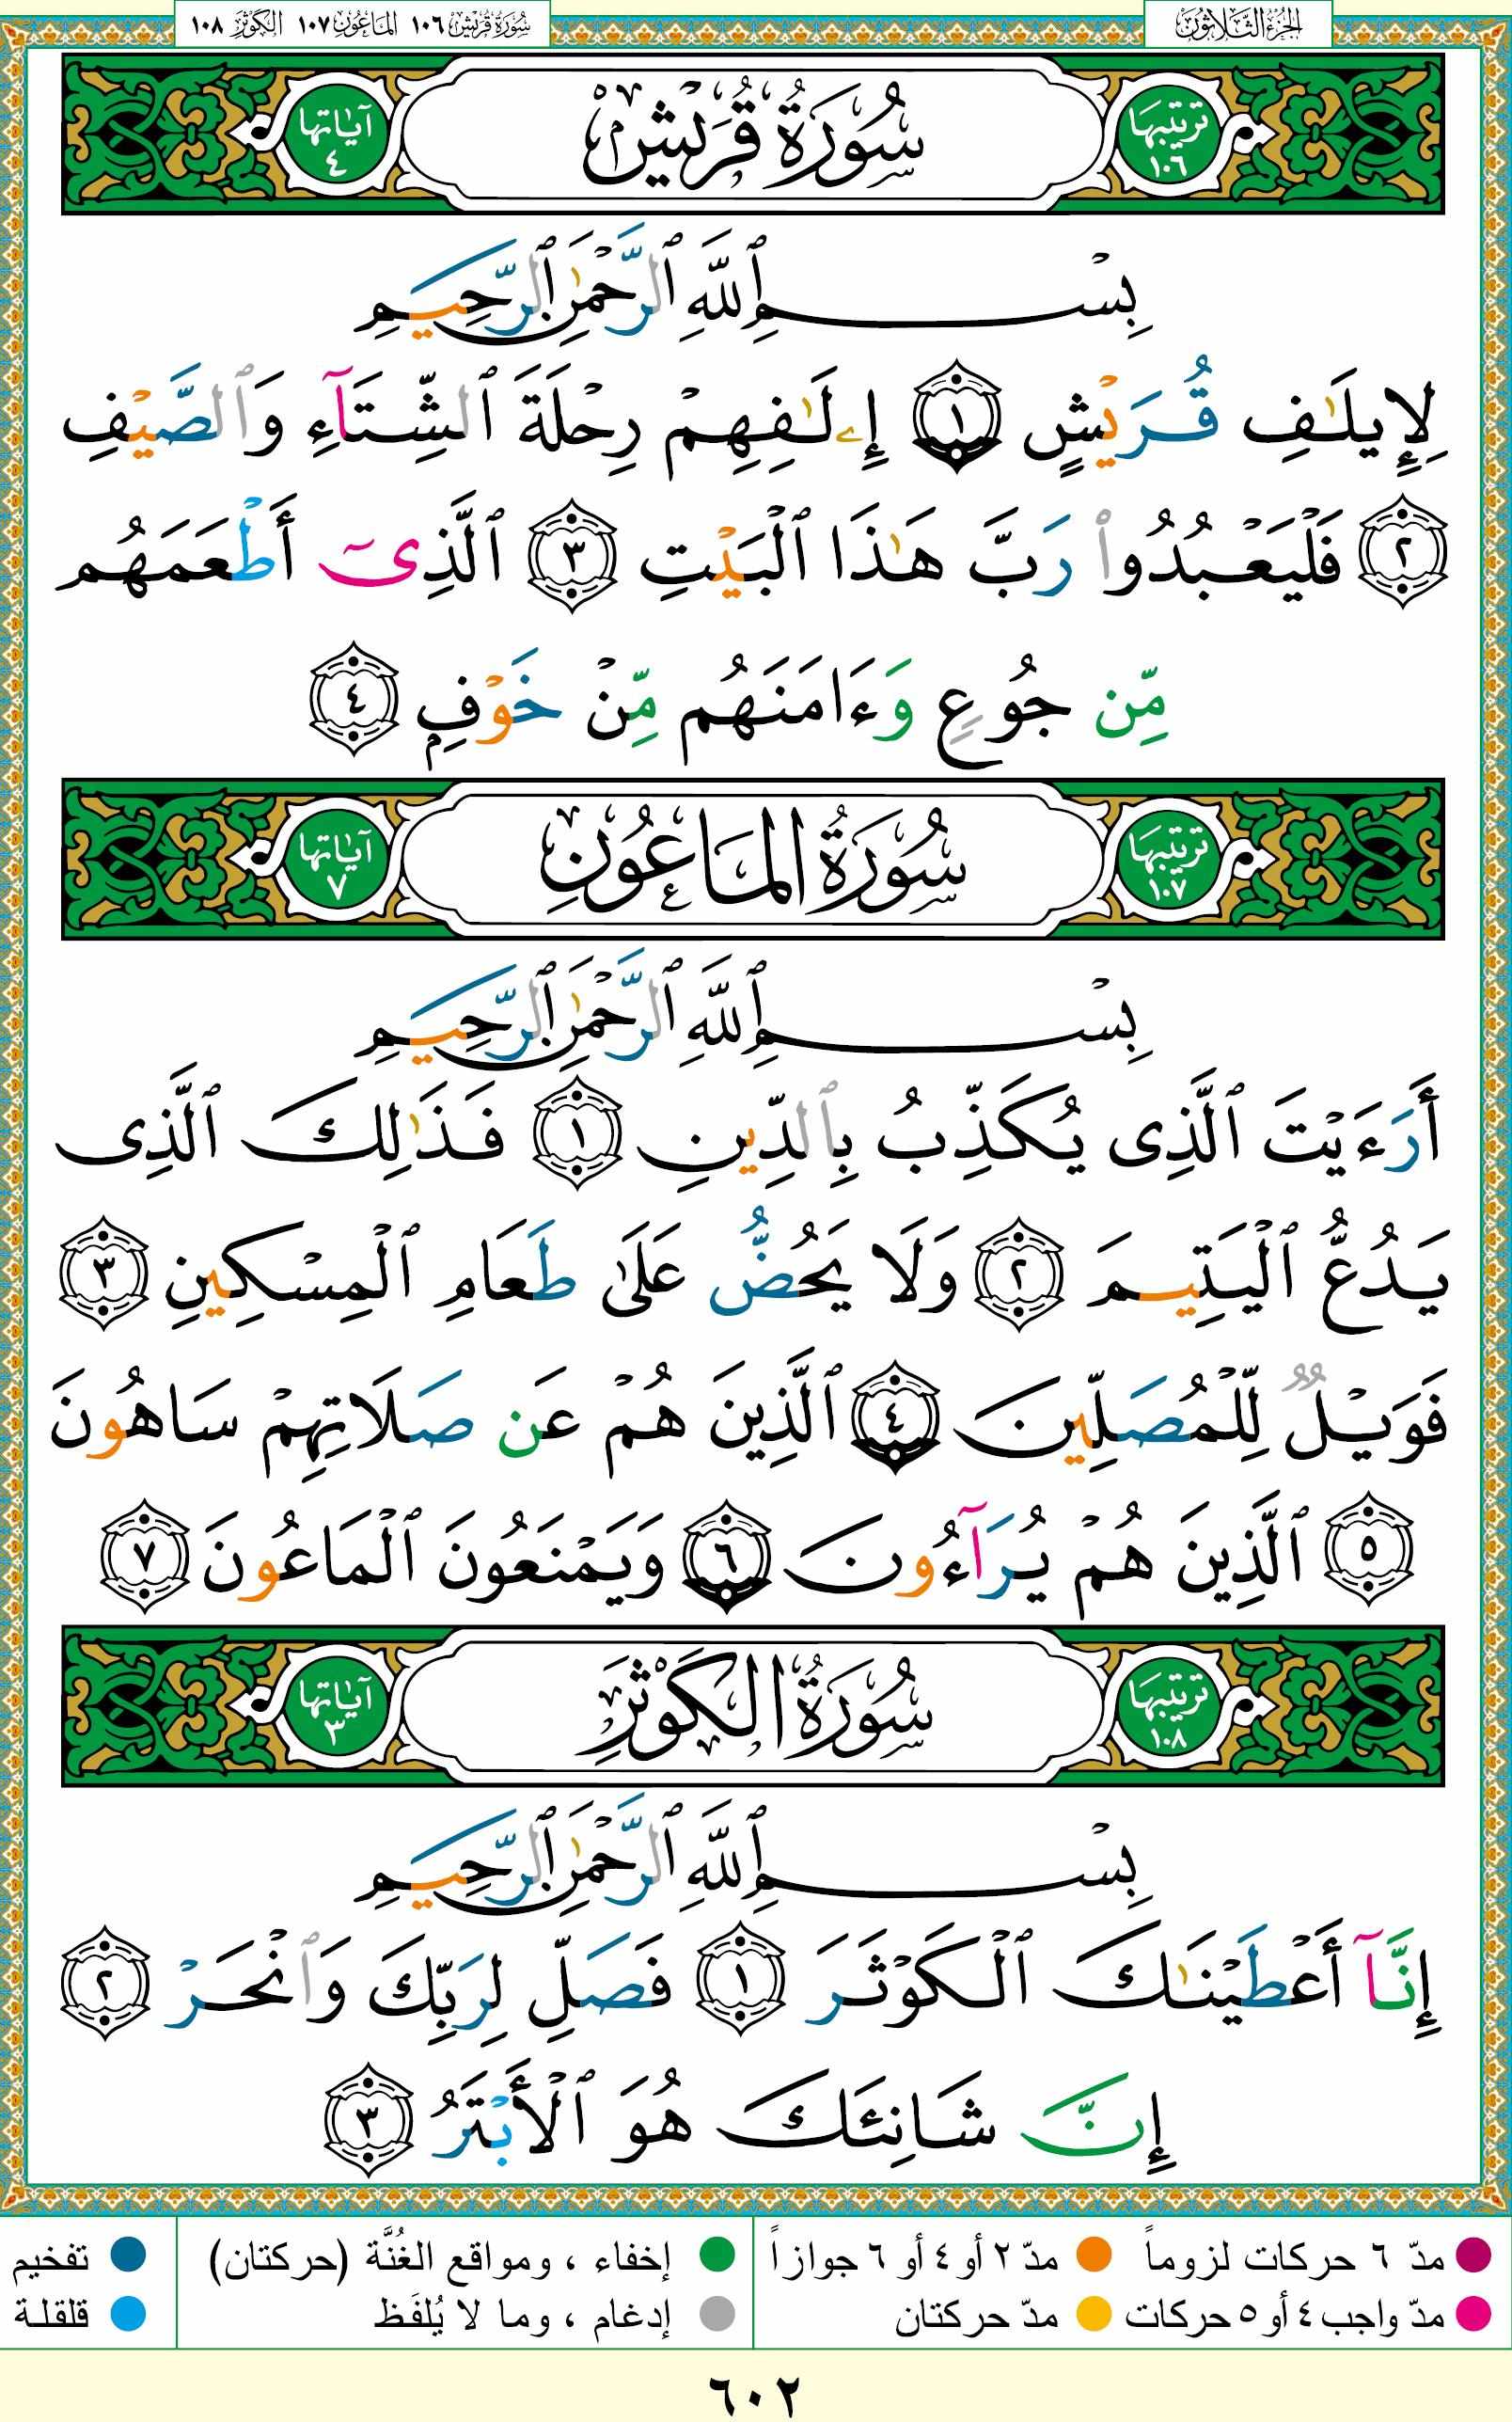 الجزء الثلاثون
سورة قريش ١٠٦ الماعون ١٠٧ الكوثر ١٠٨
ترتيبها ١٠٦ سُورَةُ قُرَيْشٍ آياتها ٤
بِسْمِ ٱللَّهِ ٱلرَّحْمَٰنِ ٱلرَّحِيمِ
لِإِيلَٰفِ قُرَيْشٍ ١ إِۦلَٰفِهِمْ رِحْلَةَ ٱلشِّتَآءِ وَٱلصَّيْفِ
٢ فَلْيَعْبُدُوا۟ رَبَّ هَٰذَا ٱلْبَيْتِ ٣ ٱلَّذِىٓ أَطْعَمَهُم
مِّن جُوعٍ وَءَامَنَهُم مِّنْ خَوْفٍۭ ٤
ترتيبها ١٠٧ سُورَةُ الْمَاعُونِ آياتها ٧
بِسْمِ ٱللَّهِ ٱلرَّحْمَٰنِ ٱلرَّحِيمِ
أَرَءَيْتَ ٱلَّذِى يُكَذِّبُ بِٱلدِّينِ ١ فَذَٰلِكَ ٱلَّذِى
يَدُعُّ ٱلْيَتِيمَ ٢ وَلَا يَحُضُّ عَلَىٰ طَعَامِ ٱلْمِسْكِينِ ٣
فَوَيْلٌ لِّلْمُصَلِّينَ ٤ ٱلَّذِينَ هُمْ عَن صَلَاتِهِمْ سَاهُونَ
٥ ٱلَّذِينَ هُمْ يُرَآءُونَ ٦ وَيَمْنَعُونَ ٱلْمَاعُونَ ٧
ترتيبها ١٠٨ سُورَةُ الْكَوْثَرِ آياتها ٣
بِسْمِ ٱللَّهِ ٱلرَّحْمَٰنِ ٱلرَّحِيمِ
إِنَّآ أَعْطَيْنَٰكَ ٱلْكَوْثَرَ ١ فَصَلِّ لِرَبِّكَ وَٱنْحَرْ ٢
إِنَّ شَانِئَكَ هُوَ ٱلْأَبْتَرُ ٣
مدّ ٦ حركات لزوماً مدّ ٢ أو ٤ أو ٦ جوازاً إخفاء ، ومواقع الغُنَّة (حركتان) تفخيم
مدّ واجب ٤ أو ٥ حركات مدّ حركتان إدغام ، وما لا يُلفَظ قلقلة
٦٠٢